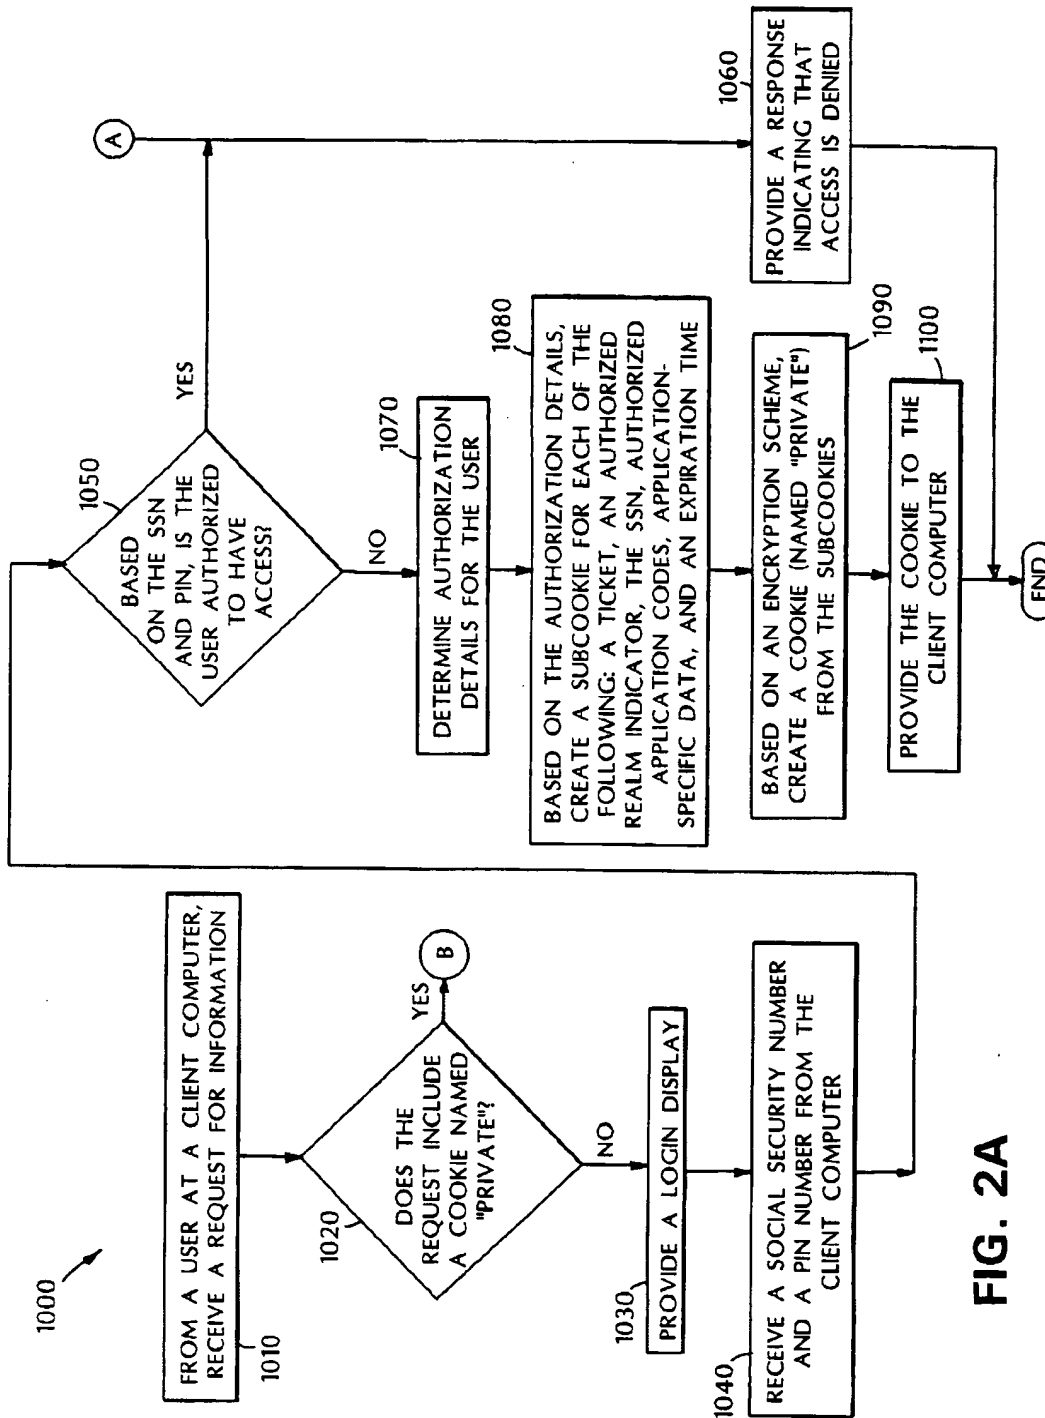 1000
FROM A USER AT A CLIENT COMPUTER,
RECEIVE A REQUEST FOR INFORMATION
1010
1020
DOES THE
REQUEST INCLUDE
A COOKIE NAMED
"PRIVATE"?
YES
B
NO
1030
PROVIDE A LOGIN DISPLAY
1040
RECEIVE A SOCIAL SECURITY NUMBER
AND A PIN NUMBER FROM THE
CLIENT COMPUTER
1050
BASED
ON THE SSN
AND PIN, IS THE
USER AUTHORIZED
TO HAVE
ACCESS?
YES
A
NO
1070
DETERMINE AUTHORIZATION
DETAILS FOR THE USER
1080
BASED ON THE AUTHORIZATION DETAILS,
CREATE A SUBCOOKIE FOR EACH OF THE
FOLLOWING: A TICKET, AN AUTHORIZED
REALM INDICATOR, THE SSN, AUTHORIZED
APPLICATION CODES, APPLICATION-
SPECIFIC DATA, AND AN EXPIRATION TIME
1090
BASED ON AN ENCRYPTION SCHEME,
CREATE A COOKIE (NAMED "PRIVATE")
FROM THE SUBCOOKIES
1100
PROVIDE THE COOKIE TO THE
CLIENT COMPUTER
1060
PROVIDE A RESPONSE
INDICATING THAT
ACCESS IS DENIED
END
FIG. 2A